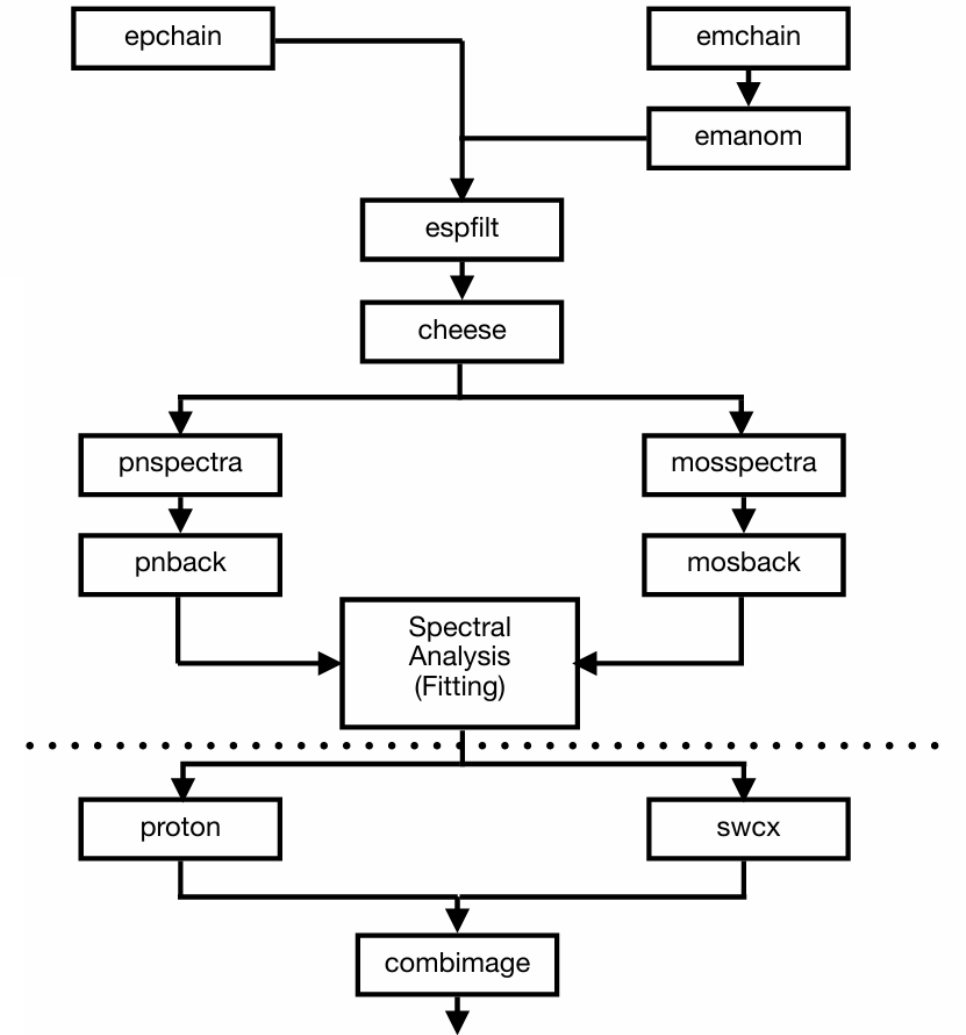 epchain
emchain
emanom
espfilt
cheese
pnspectra
mosspectra
pnback
mosback
Spectral
Analysis
(Fitting)
proton
swcx
combimage